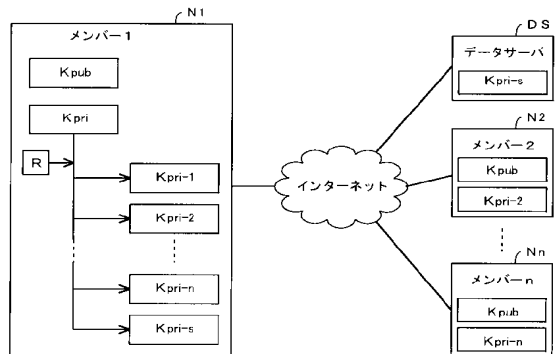 N1
メンバー1
Kpub
Kpri
R
Kpri-1
Kpri-2
Kpri-n
Kpri-s
インターネット
DS
データサーバ
Kpri-s
N2
メンバー2
Kpub
Kpri-2
Nn
メンバーn
Kpub
Kpri-n